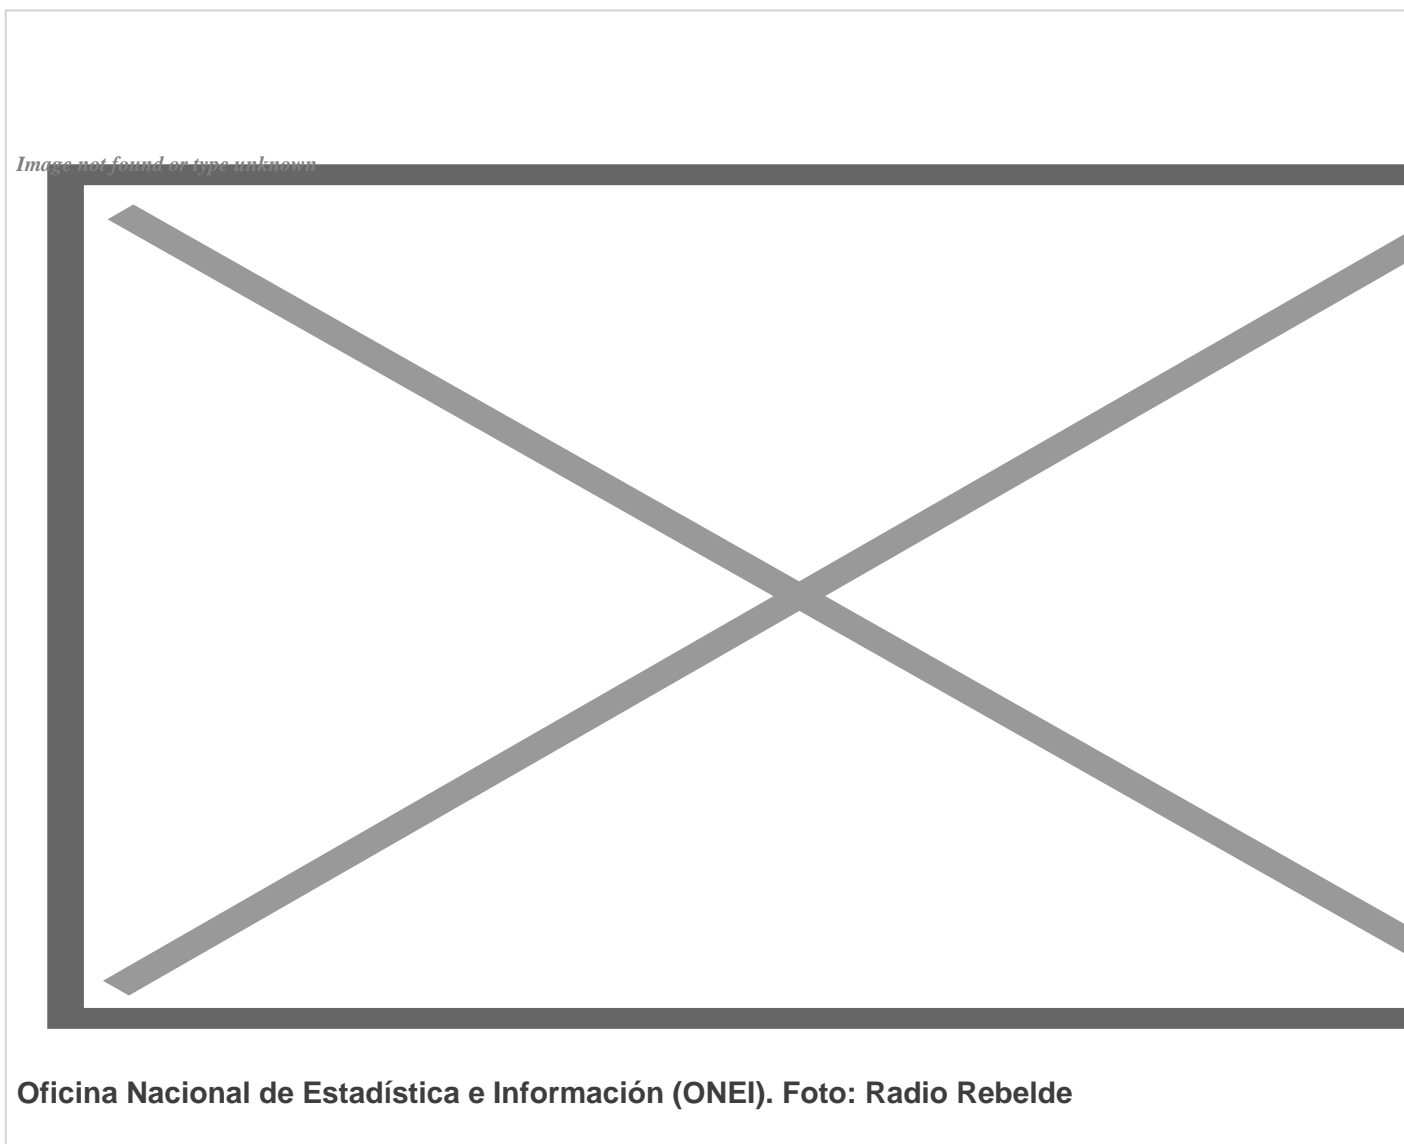 Image not found or type unknown
Oficina Nacional de Estadística e Información (ONEI). Foto: Radio Rebelde